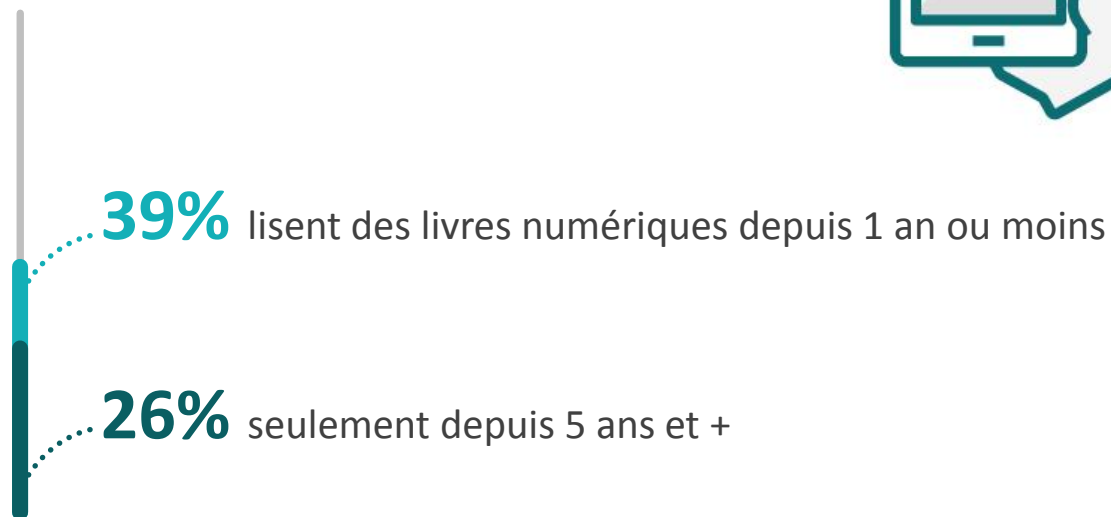 39% lisent des livres numériques depuis 1 an ou moins
26% seulement depuis 5 ans et +